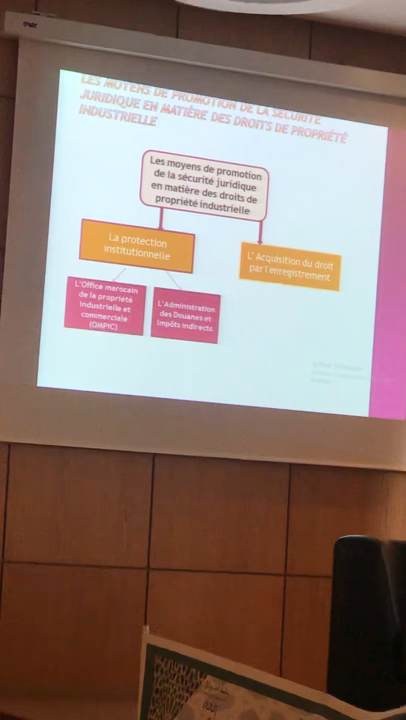 LES MOYENS DE PROMOTION DE LA SÉCURITÉ
JURIDIQUE EN MATIÈRE DES DROITS DE PROPRIÉTÉ
INDUSTRIELLE
Les moyens de promotion
de la sécurité juridique
en matière des droits de
propriété industrielle
La protection
institutionnelle
L'Acquisition du droit
par l'enregistrement
L'Office marocain
de la propriété
industrielle et
commerciale
(OMPIC)
L'Administration
des Douanes et
Impôts indirects